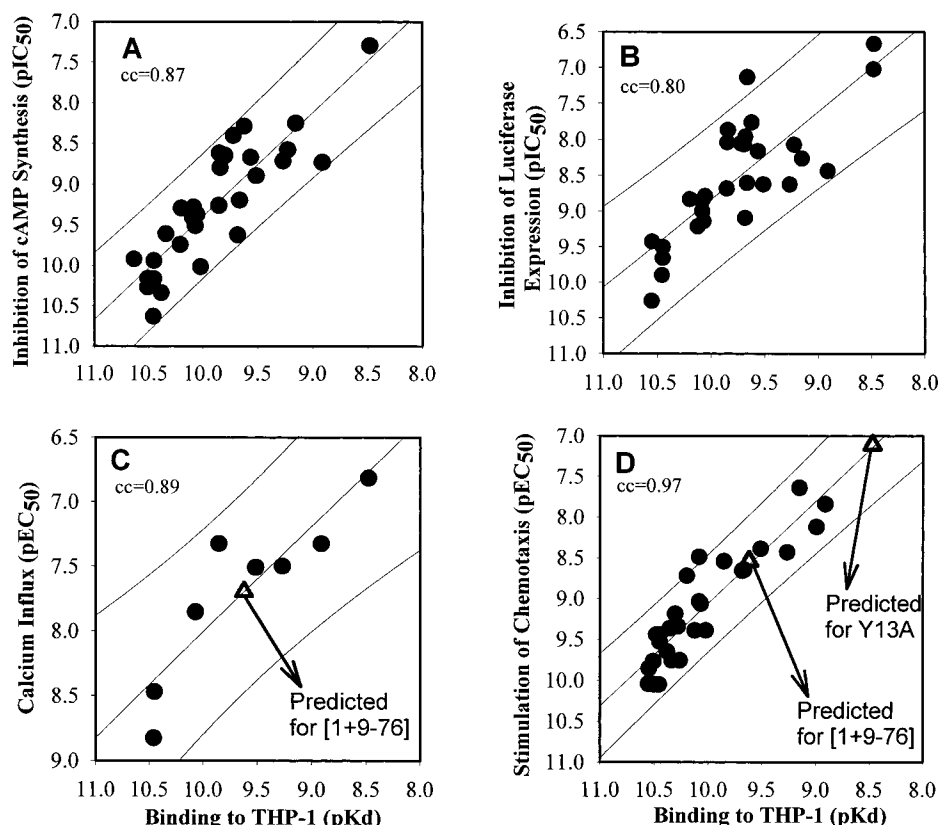 A
cc=0.87
Inhibition of cAMP Synthesis (pIC50)
7.0
7.5
8.0
8.5
9.0
9.5
10.0
10.5
11.0
11.0 10.5 10.0 9.5 9.0 8.5 8.0
B
cc=0.80
Inhibition of Luciferase
Expression (pIC50)
6.5
7.0
7.5
8.0
8.5
9.0
9.5
10.0
10.5
11.0
11.0 10.5 10.0 9.5 9.0 8.5 8.0
C
cc=0.89
Calcium Influx (pEC50)
6.5
7.0
7.5
8.0
8.5
9.0
Predicted
for [1+9-76]
11.0 10.5 10.0 9.5 9.0 8.5 8.0
Binding to THP-1 (pKd)
D
cc=0.97
Stimulation of Chemotaxis (pEC50)
7.0
7.5
8.0
8.5
9.0
9.5
10.0
10.5
11.0
Predicted
for Y13A
Predicted
for [1+9-76]
11.0 10.5 10.0 9.5 9.0 8.5 8.0
Binding to THP-1 (pKd)